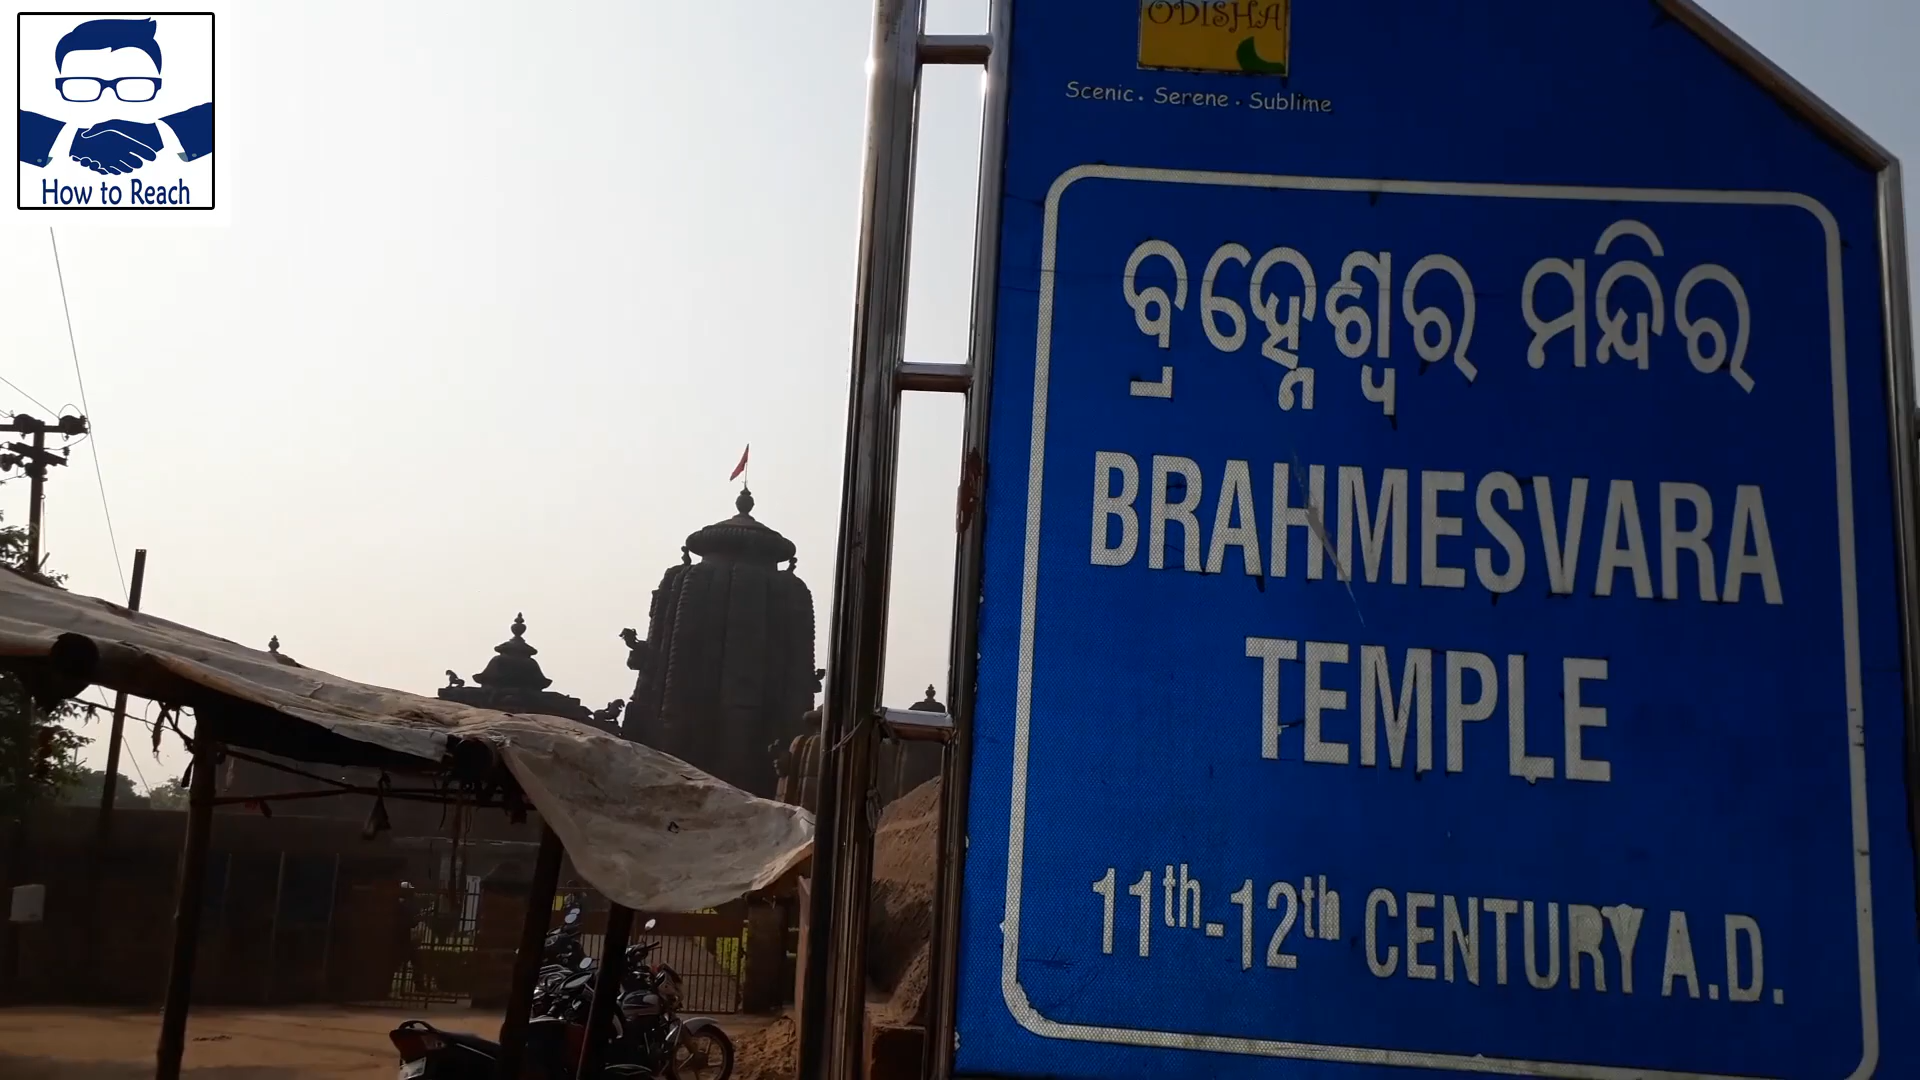 How to Reach
ODISHA
Scenic . Serene . Sublime
ବ୍ରହ୍ମେଶ୍ୱର ମନ୍ଦିର
BRAHMESVARA
TEMPLE
11th-12th CENTURY A.D.